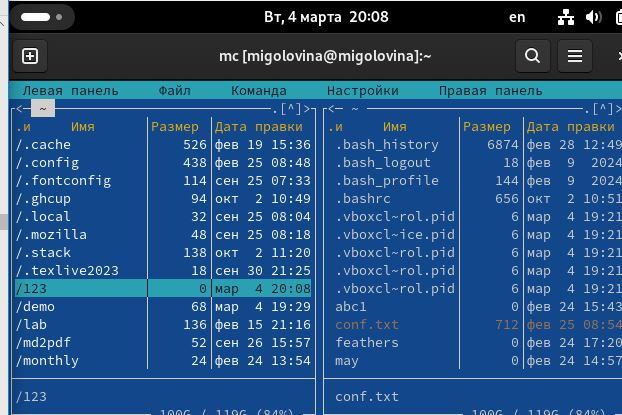 Вт, 4 марта 20:08 en
mc [migolovina@migolovina]:~
Левая панель Файл Команда Настройки Правая панель
<— ~ .[^]> <— ~ .[^]>
.и Имя Размер Дата правки .и Имя Размер Дата правки
/.cache 526 фев 19 15:36 .bash_history 6874 фев 28 12:49
/.config 438 фев 25 08:48 .bash_logout 18 фев 9 2024
/.fontconfig 114 сен 25 07:33 .bash_profile 144 фев 9 2024
/.ghcup 94 окт 2 10:49 .bashrc 656 окт 2 10:51
/.local 32 сен 25 08:04 .vboxcl~rol.pid 6 мар 4 19:21
/.mozilla 48 сен 25 08:18 .vboxcl~ice.pid 6 мар 4 19:21
/.stack 138 окт 2 11:20 .vboxcl~rol.pid 6 мар 4 19:21
/.texlive2023 18 сен 30 21:25 .vboxcl~rol.pid 6 мар 4 19:21
/123 0 мар 4 20:08 .vboxcl~rol.pid 6 мар 4 19:21
/demo 68 мар 4 19:29 abc1 0 фев 24 15:43
/lab 136 фев 15 21:16 conf.txt 712 фев 25 08:54
/md2pdf 52 сен 26 15:57 feathers 0 фев 24 17:20
/monthly 24 фев 24 13:54 may 0 фев 24 14:57
/123 conf.txt
100G / 119G (84%) 100G / 119G (84%)